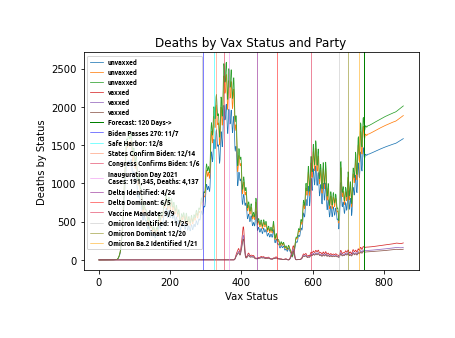 Deaths by Vax Status and Party
Deaths by Status
2500
2000
1500
1000
500
0
unvaxxed
unvaxxed
unvaxxed
vaxxed
vaxxed
vaxxed
Forecast: 120 Days->
Biden Passes 270: 11/7
Safe Harbor: 12/8
States Confirm Biden: 12/14
Congress Confirms Biden: 1/6
Inauguration Day 2021
Cases: 191,345, Deaths: 4,137
Delta Identified: 4/24
Delta Dominant: 6/5
Vaccine Mandate: 9/9
Omicron Identified: 11/25
Omicron Dominant 12/20
Omicron Ba.2 Identified 1/21
0 200 400 600 800
Vax Status